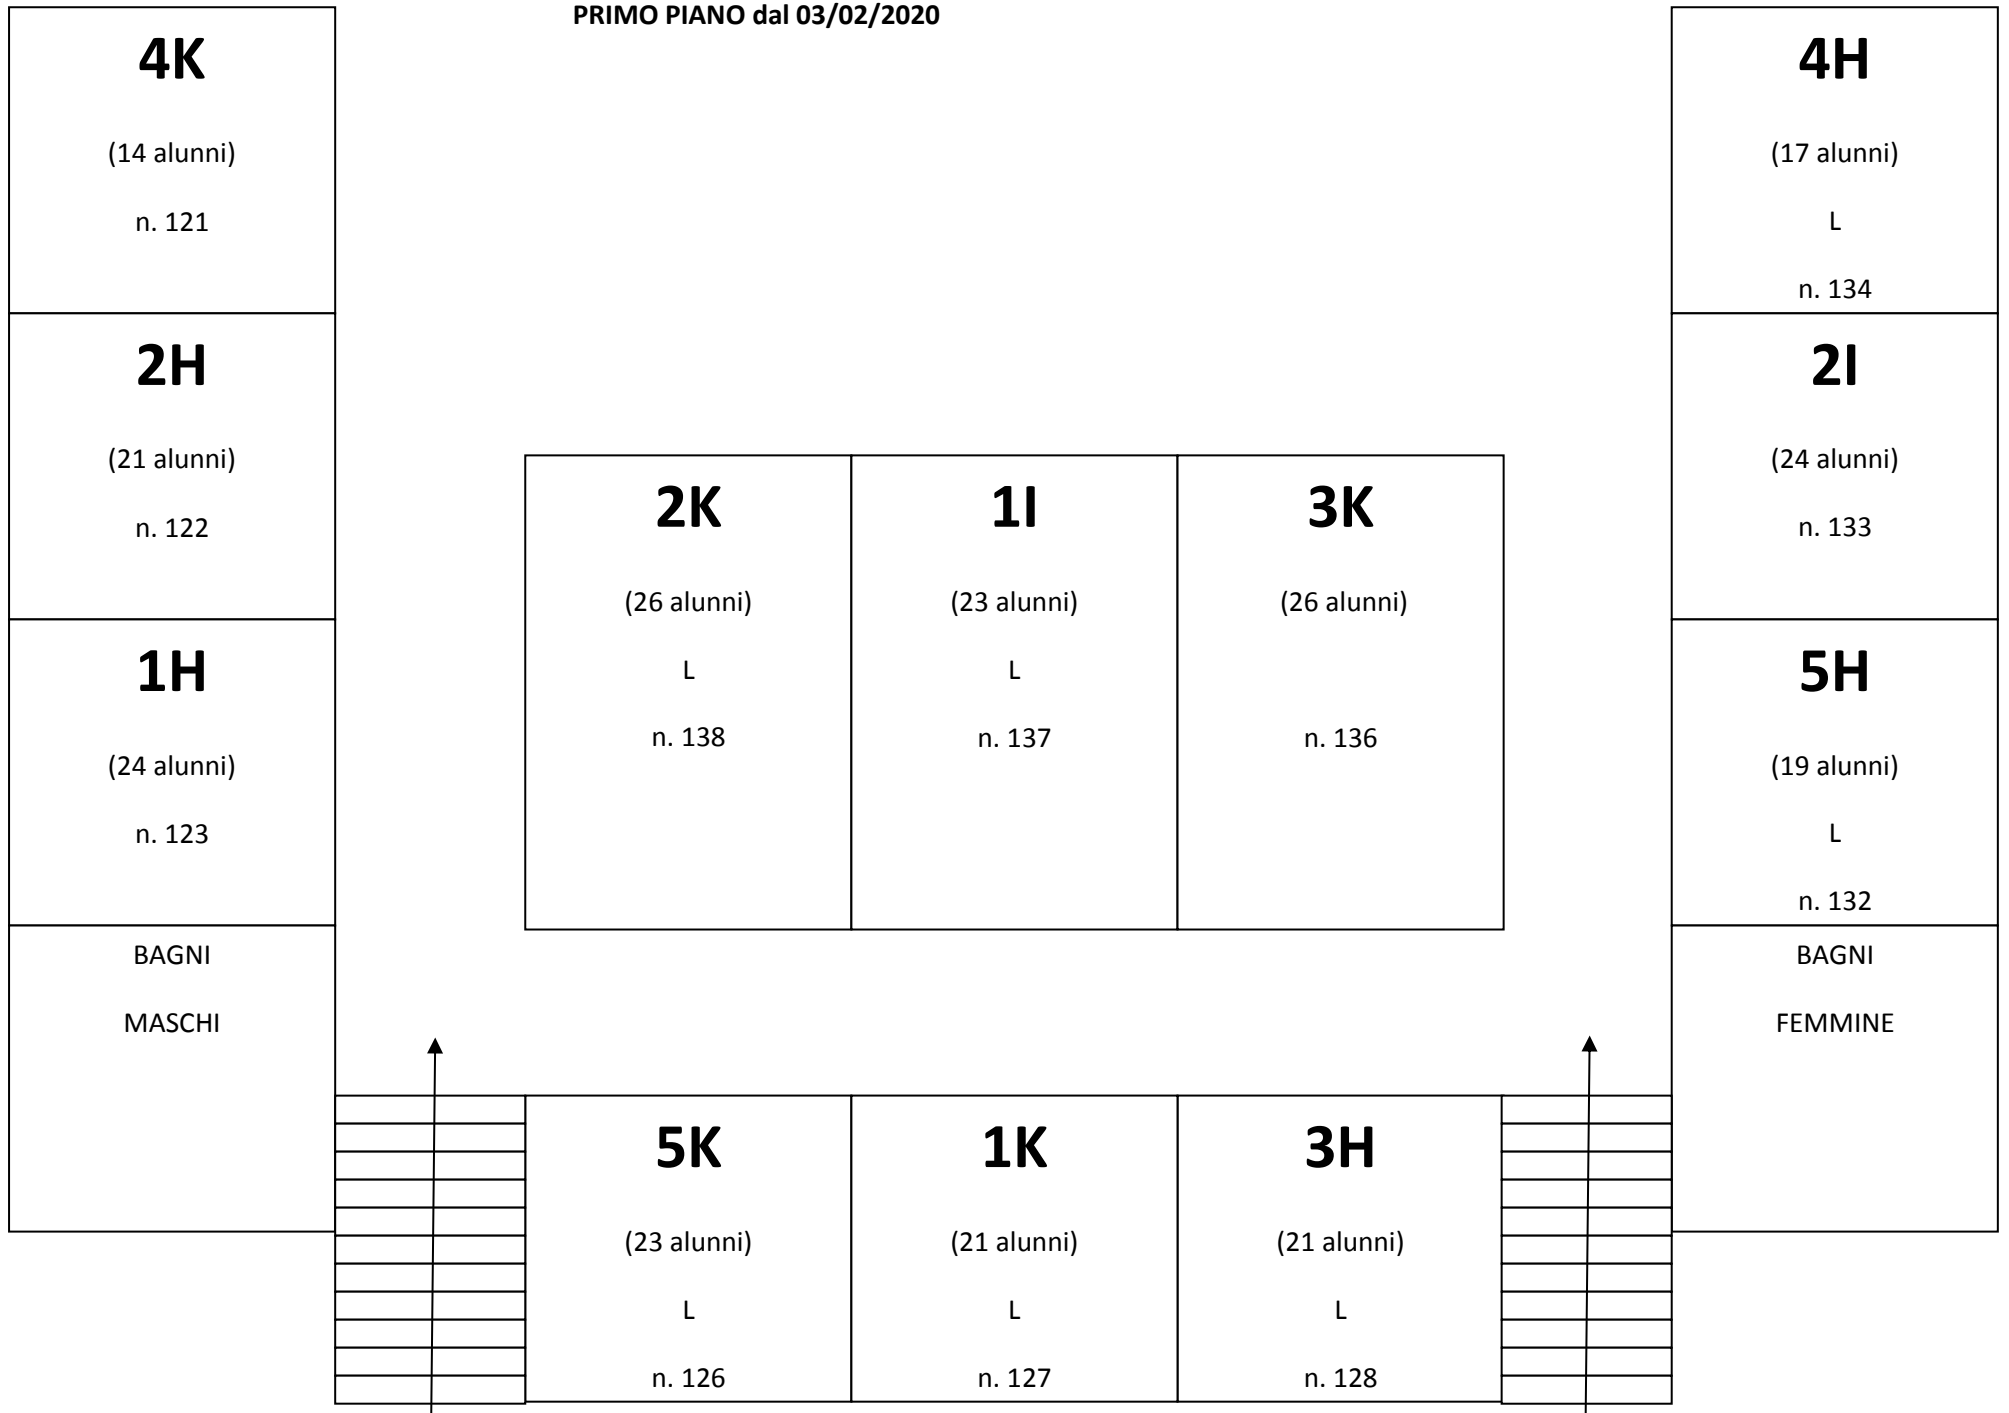 PRIMO PIANO dal 03/02/2020
4K
(14 alunni)
n. 121
2H
(21 alunni)
n. 122
1H
(24 alunni)
n. 123
BAGNI
MASCHI
2K
(26 alunni)
L
n. 138
1I
(23 alunni)
L
n. 137
3K
(26 alunni)
n. 136
5K
(23 alunni)
L
n. 126
1K
(21 alunni)
L
n. 127
3H
(21 alunni)
L
n. 128
4H
(17 alunni)
L
n. 134
2I
(24 alunni)
n. 133
5H
(19 alunni)
L
n. 132
BAGNI
FEMMINE